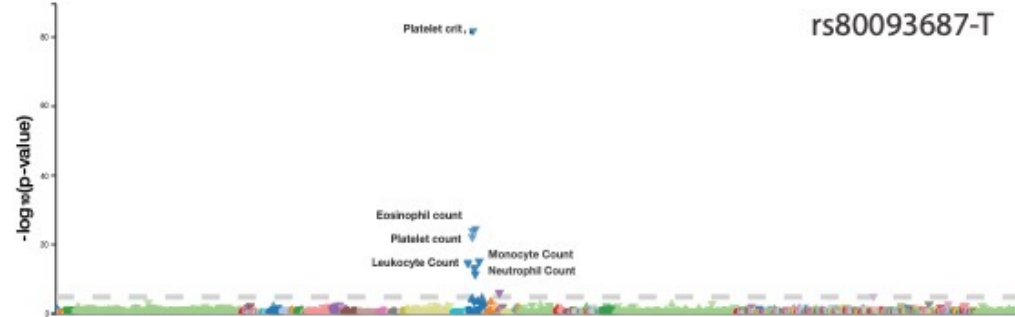 rs80093687-T
Platelet crit.
80
60
40
20
0
-log10(p-value)
Eosinophil count
Platelet count
Monocyte Count
Leukocyte Count
Neutrophil Count